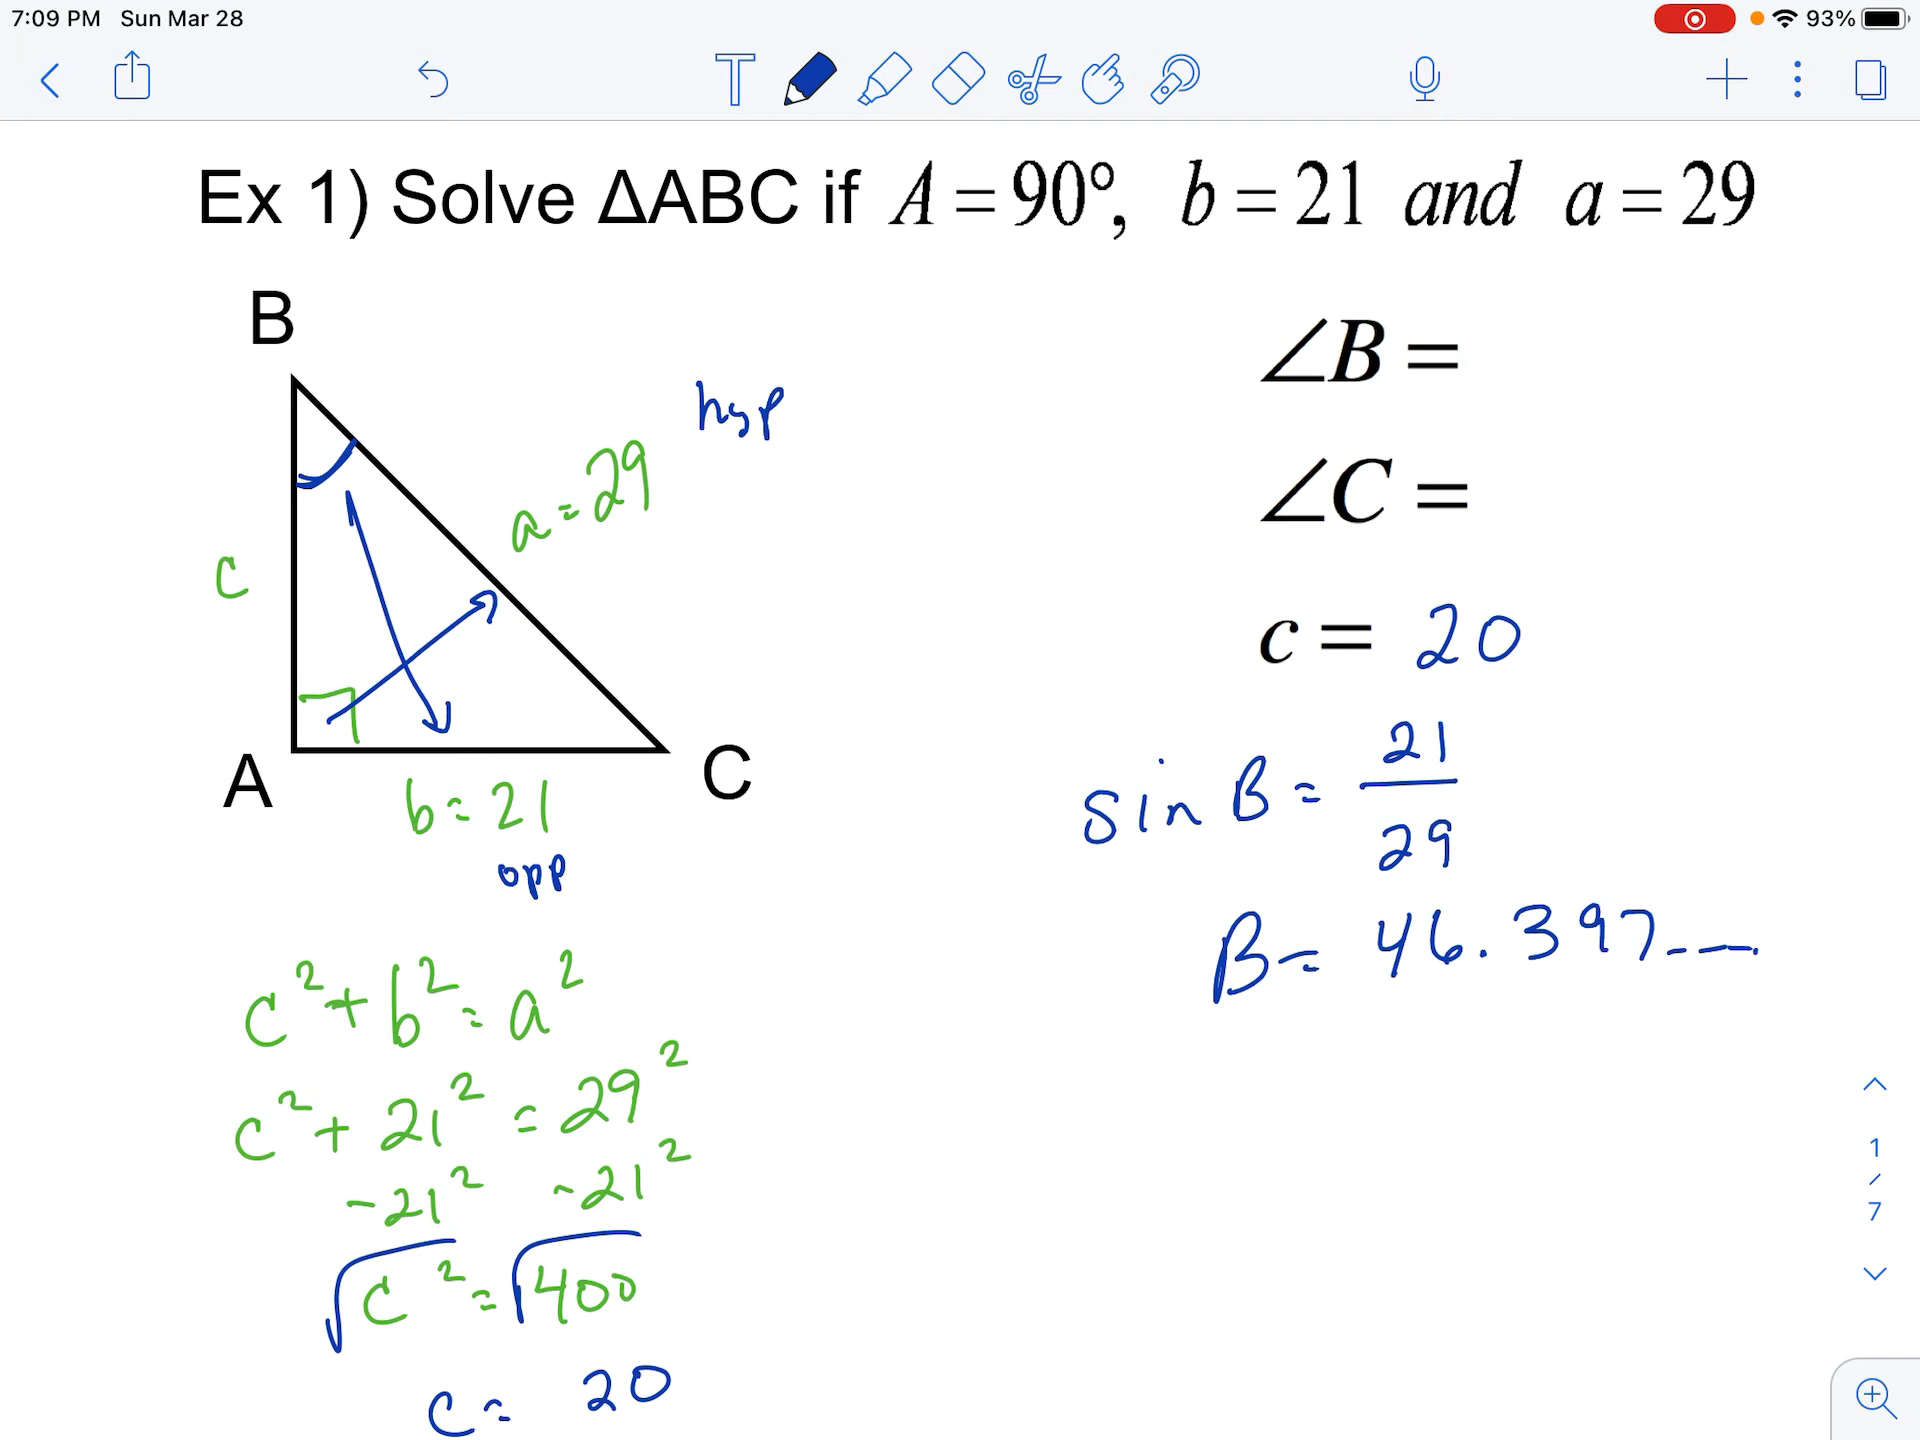 7:09 PM Sun Mar 28
93%
T
Ex 1) Solve ΔABC if A = 90°, b = 21 and a = 29
B
hyp
a = 29
c
A
C
b = 21
opp
∠B =
∠C =
c = 20
sin B = 21/29
B = 46.397---.
c² + b² = a²
c² + 21² = 29²
-21² -21²
√c² = √400
c = 20
1
/
7